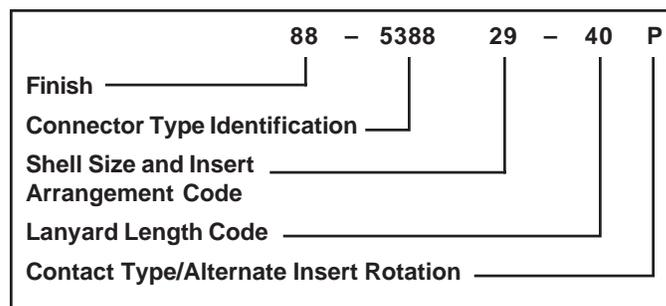 88 – 5388 29 – 40 P
Finish
Connector Type Identification
Shell Size and Insert
Arrangement Code
Lanyard Length Code
Contact Type/Alternate Insert Rotation